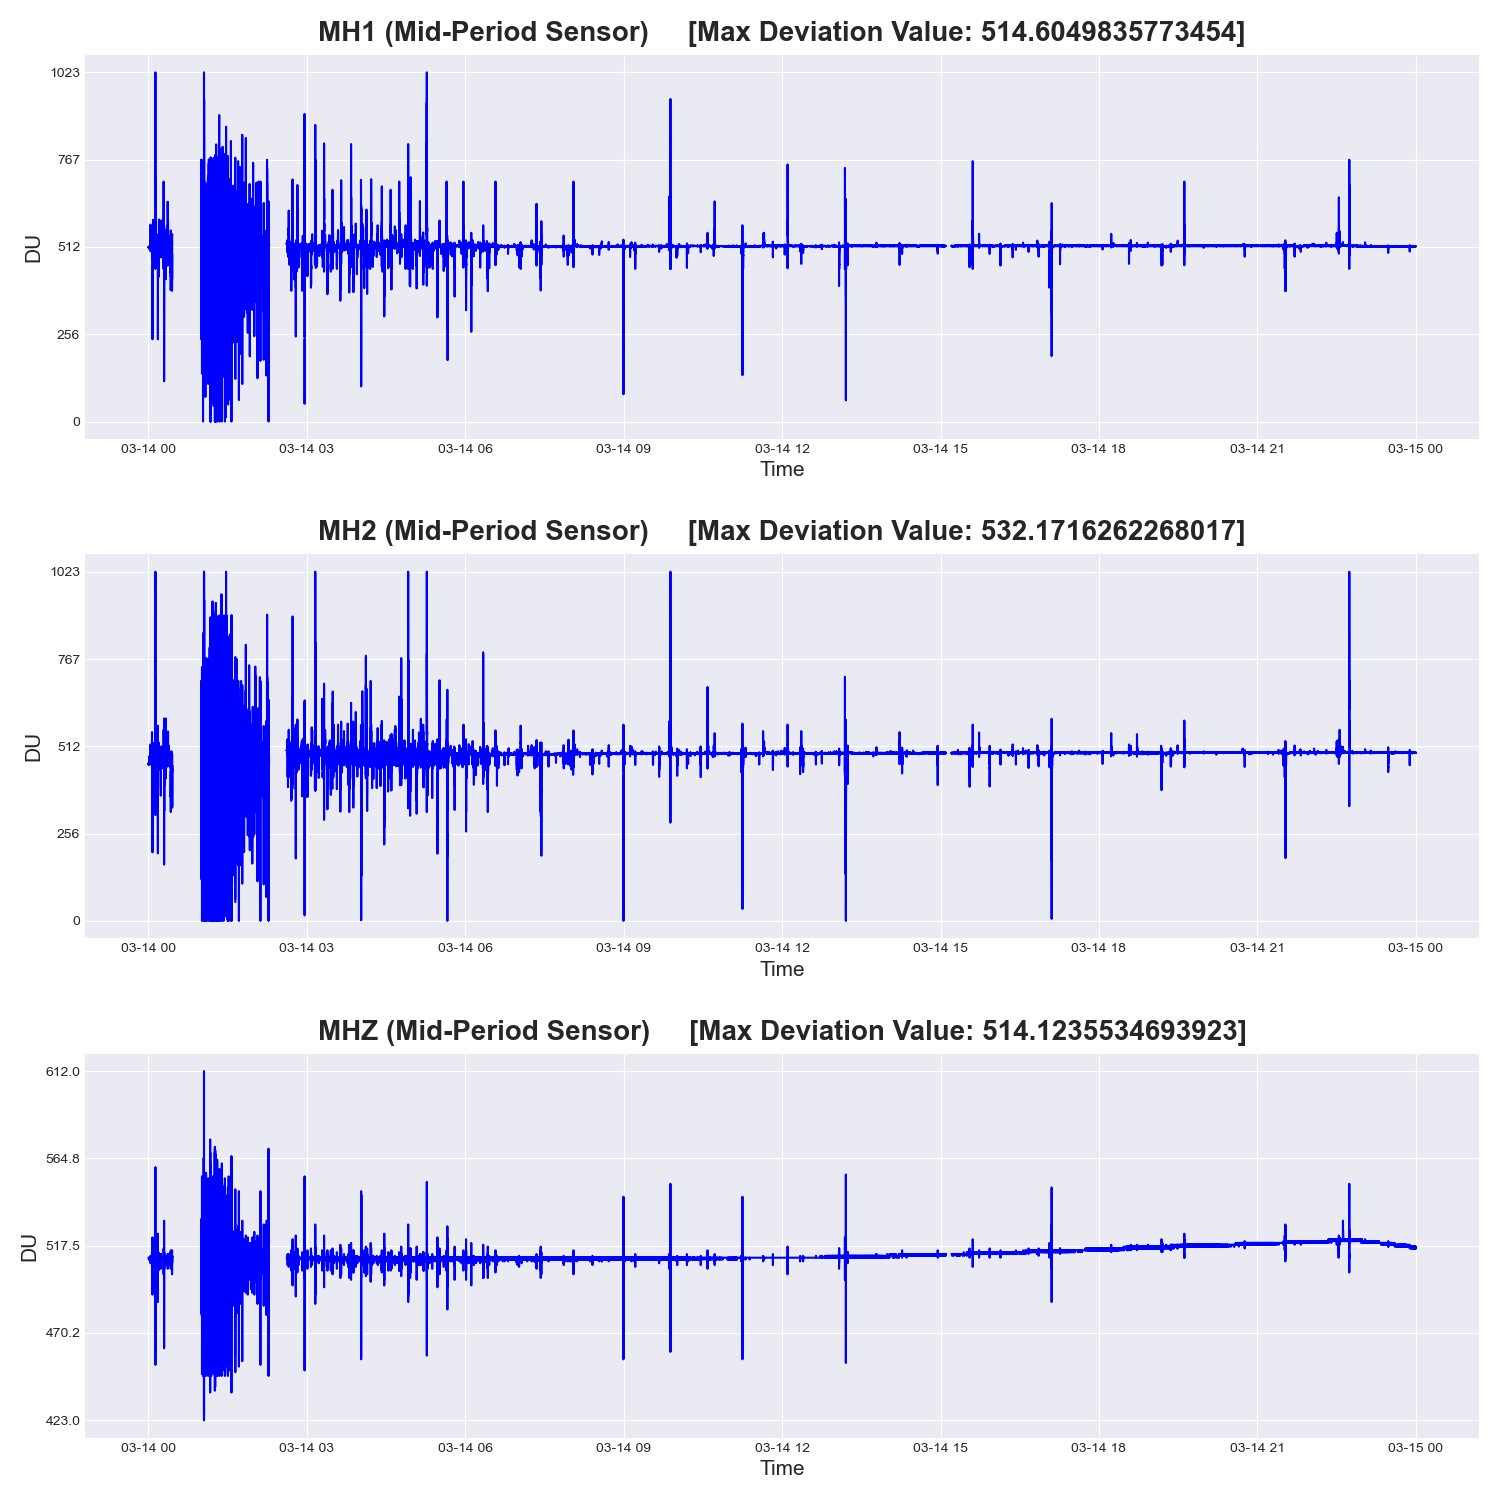 MH1 (Mid-Period Sensor) [Max Deviation Value: 514.6049835773454]
1023
767
512
256
0
DU
03-14 00 03-14 03 03-14 06 03-14 09 03-14 12 03-14 15 03-14 18 03-14 21 03-15 00
Time
MH2 (Mid-Period Sensor) [Max Deviation Value: 532.1716262268017]
1023
767
512
256
0
DU
03-14 00 03-14 03 03-14 06 03-14 09 03-14 12 03-14 15 03-14 18 03-14 21 03-15 00
Time
MHZ (Mid-Period Sensor) [Max Deviation Value: 514.1235534693923]
612.0
564.8
517.5
470.2
423.0
DU
03-14 00 03-14 03 03-14 06 03-14 09 03-14 12 03-14 15 03-14 18 03-14 21 03-15 00
Time